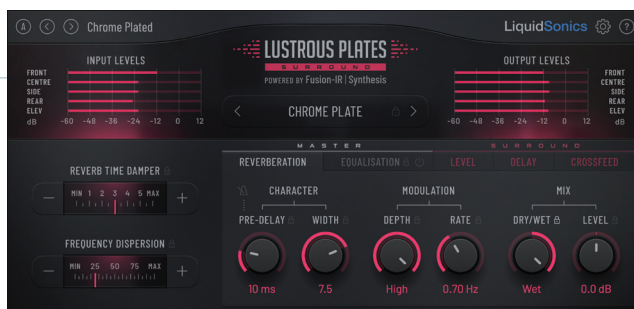 A < > Chrome Plated
LiquidSonics ?
INPUT LEVELS
FRONT
CENTRE
SIDE
REAR
ELEV
dB -60 -48 -36 -24 -12 0 12
LUSTROUS PLATES
SURROUND
POWERED BY Fusion-IR | Synthesis
< CHROME PLATE >
OUTPUT LEVELS
FRONT
CENTRE
SIDE
REAR
ELEV
-60 -48 -36 -24 -12 0 12 dB
REVERB TIME DAMPER
− MIN 1 2 3 4 5 MAX +
FREQUENCY DISPERSION
− MIN 25 50 75 MAX +
MASTER SURROUND
REVERBERATION EQUALISATION LEVEL DELAY CROSSFEED
CHARACTER MODULATION MIX
PRE-DELAY WIDTH DEPTH RATE DRY/WET LEVEL
10 ms 7.5 High 0.70 Hz Wet 0.0 dB